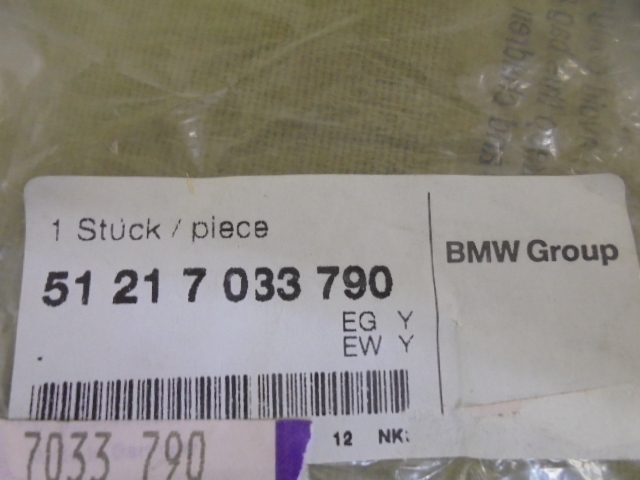 1 Stück / piece
51 21 7 033 790
BMW Group
EG Y
EW Y
12 NK:
7033 790